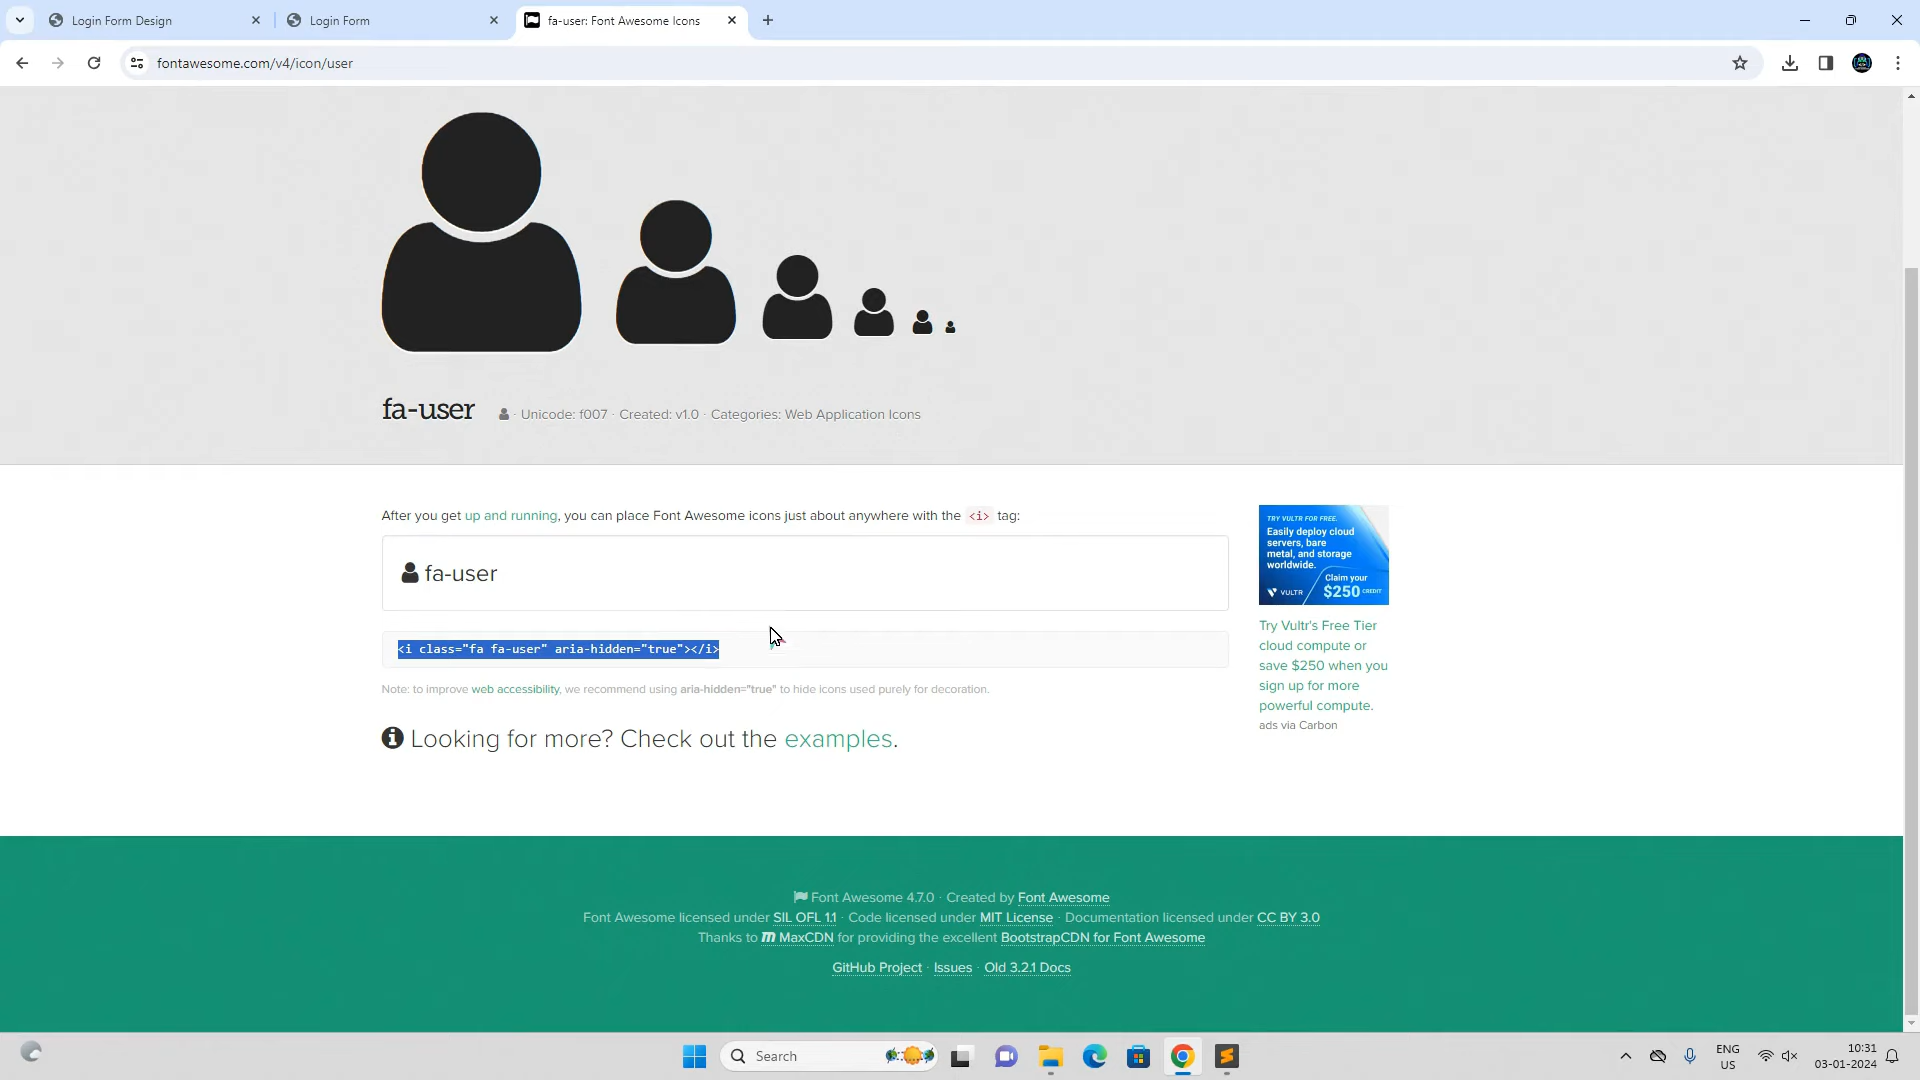 Login Form Design
Login Form
fa-user: Font Awesome Icons
fontawesome.com/v4/icon/user
fa-user · Unicode: f007 · Created: v1.0 · Categories: Web Application Icons
After you get up and running, you can place Font Awesome icons just about anywhere with the <i> tag:
fa-user
<i class="fa fa-user" aria-hidden="true"></i>
Note: to improve web accessibility, we recommend using aria-hidden="true" to hide icons used purely for decoration.
Looking for more? Check out the examples.
TRY VULTR FOR FREE.
Easily deploy cloud
servers, bare
metal, and storage
worldwide.
Claim your
VULTR $250 CREDIT
Try Vultr's Free Tier
cloud compute or
save $250 when you
sign up for more
powerful compute.
ads via Carbon
Font Awesome 4.7.0 · Created by Font Awesome
Font Awesome licensed under SIL OFL 1.1 · Code licensed under MIT License · Documentation licensed under CC BY 3.0
Thanks to MaxCDN for providing the excellent BootstrapCDN for Font Awesome
GitHub Project · Issues · Old 3.2.1 Docs
Search
ENG
US
10:31
03-01-2024